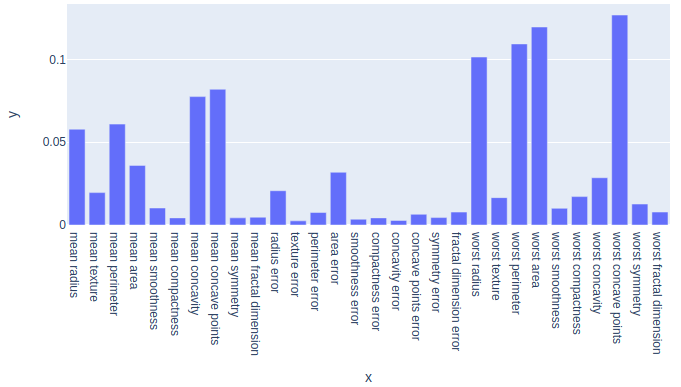 0.1
0.05
0
y
mean radius
mean texture
mean perimeter
mean area
mean smoothness
mean compactness
mean concavity
mean concave points
mean symmetry
mean fractal dimension
radius error
texture error
perimeter error
area error
smoothness error
compactness error
concavity error
concave points error
symmetry error
fractal dimension error
worst radius
worst texture
worst perimeter
worst area
worst smoothness
worst compactness
worst concavity
worst concave points
worst symmetry
worst fractal dimension
x